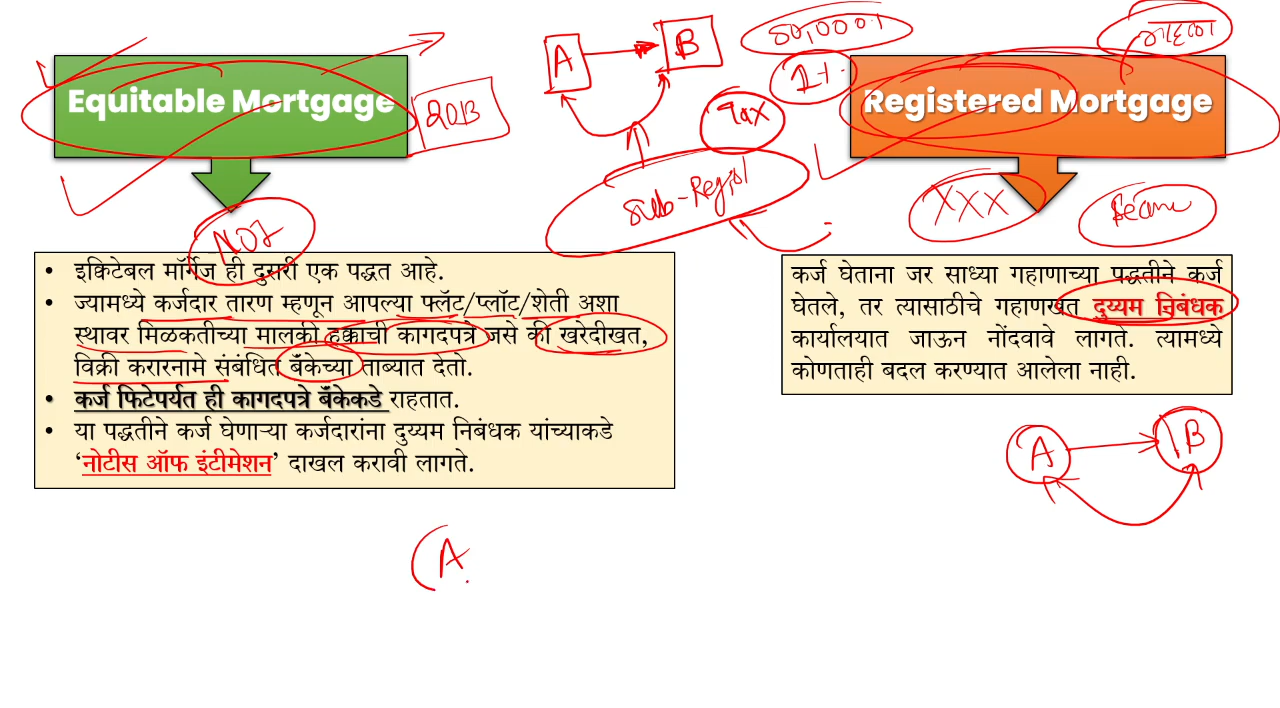 Equitable Mortgage
2013
A
B
Tax
Sub-Regist
Registered Mortgage
XXX
NOI
• इक्विटेबल मॉर्गेज ही दुसरी एक पद्धत आहे.
• ज्यामध्ये कर्जदार तारण म्हणून आपल्या फ्लॅट/प्लॉट/शेती अशा
स्थावर मिळकतीच्या मालकी हक्काची कागदपत्रे जसे की खरेदीखत,
विक्री करारनामे संबंधित बँकेच्या ताब्यात देतो.
• कर्ज फिटेपर्यत ही कागदपत्रे बँकेकडे राहतात.
• या पद्धतीने कर्ज घेणाऱ्या कर्जदारांना दुय्यम निबंधक यांच्याकडे
‘नोटीस ऑफ इंटीमेशन’ दाखल करावी लागते.
कर्ज घेताना जर साध्या गहाणाच्या पद्धतीने कर्ज
घेतले, तर त्यासाठीचे गहाणखत दुय्यम निबंधक
कार्यालयात जाऊन नोंदवावे लागते. त्यामध्ये
कोणताही बदल करण्यात आलेला नाही.
A
B
A